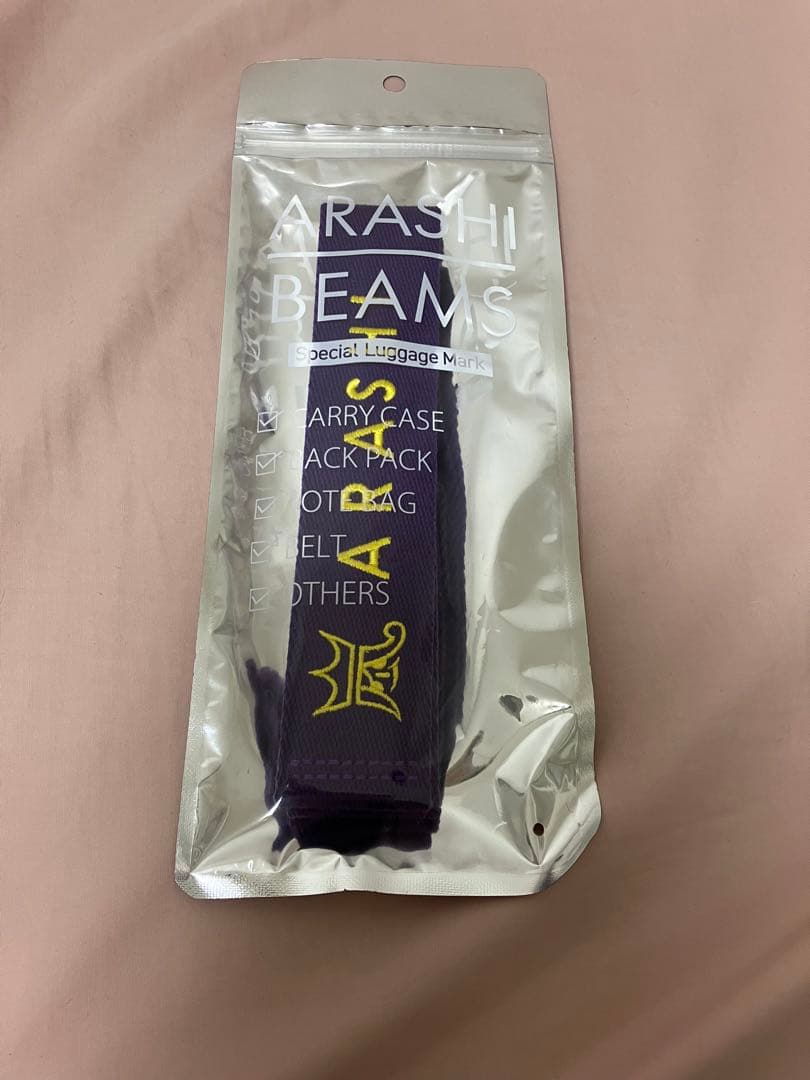 ARASHI
BEAMS
Special Luggage Mark
CARRY CASE
BACK PACK
TOTE BAG
BELT
OTHERS
ARASHI
嵐